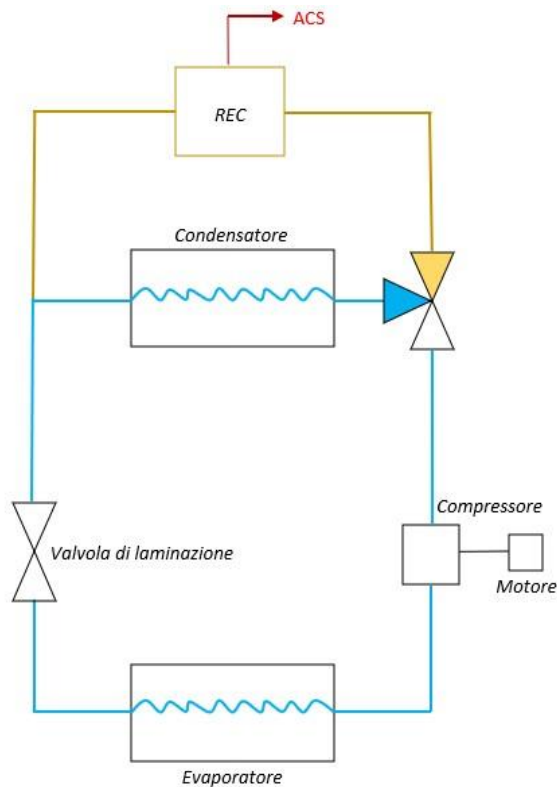 ACS
REC
Condensatore
Compressore
Valvola di laminazione
Motore
Evaporatore